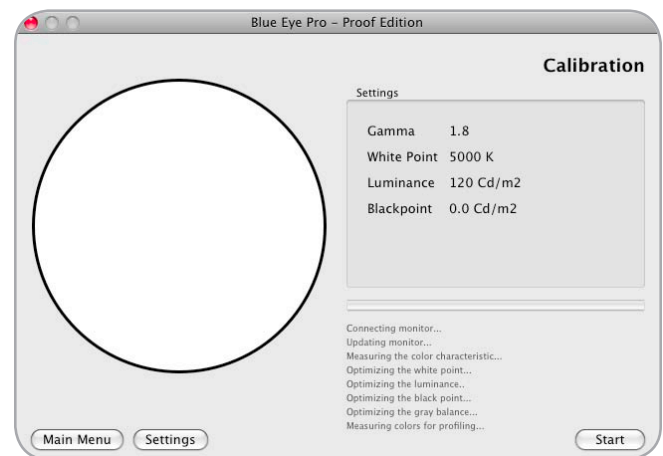 Blue Eye Pro – Proof Edition
Calibration
Settings
Gamma 1.8
White Point 5000 K
Luminance 120 Cd/m2
Blackpoint 0.0 Cd/m2
Connecting monitor...
Updating monitor...
Measuring the color characteristic...
Optimizing the white point...
Optimizing the luminance..
Optimizing the black point...
Optimizing the gray balance...
Measuring colors for profiling...
Main Menu Settings Start